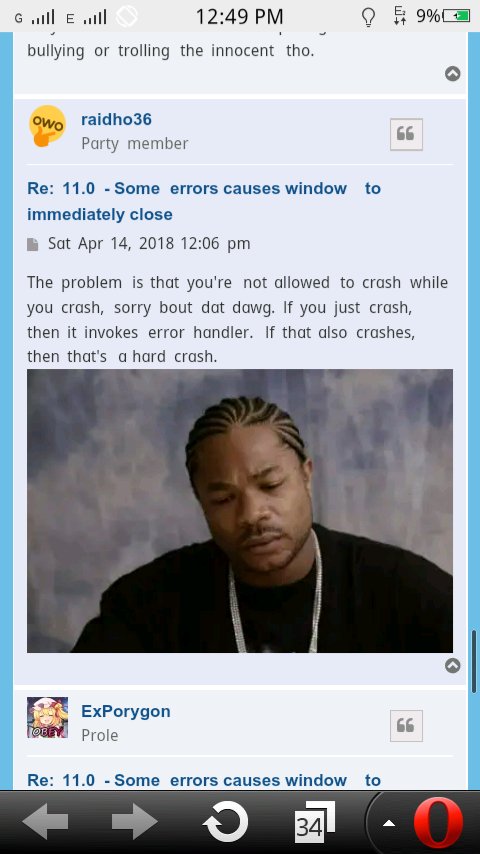 G E 12:49 PM E2 9%
bullying or trolling the innocent tho.
OWO
raidho36
Party member
Re: 11.0 - Some errors causes window to
immediately close
Sat Apr 14, 2018 12:06 pm
The problem is that you're not allowed to crash while
you crash, sorry bout dat dawg. If you just crash,
then it invokes error handler. If that also crashes,
then that's a hard crash.
ExPorygon
OBEY
Prole
Re: 11.0 - Some errors causes window to
34